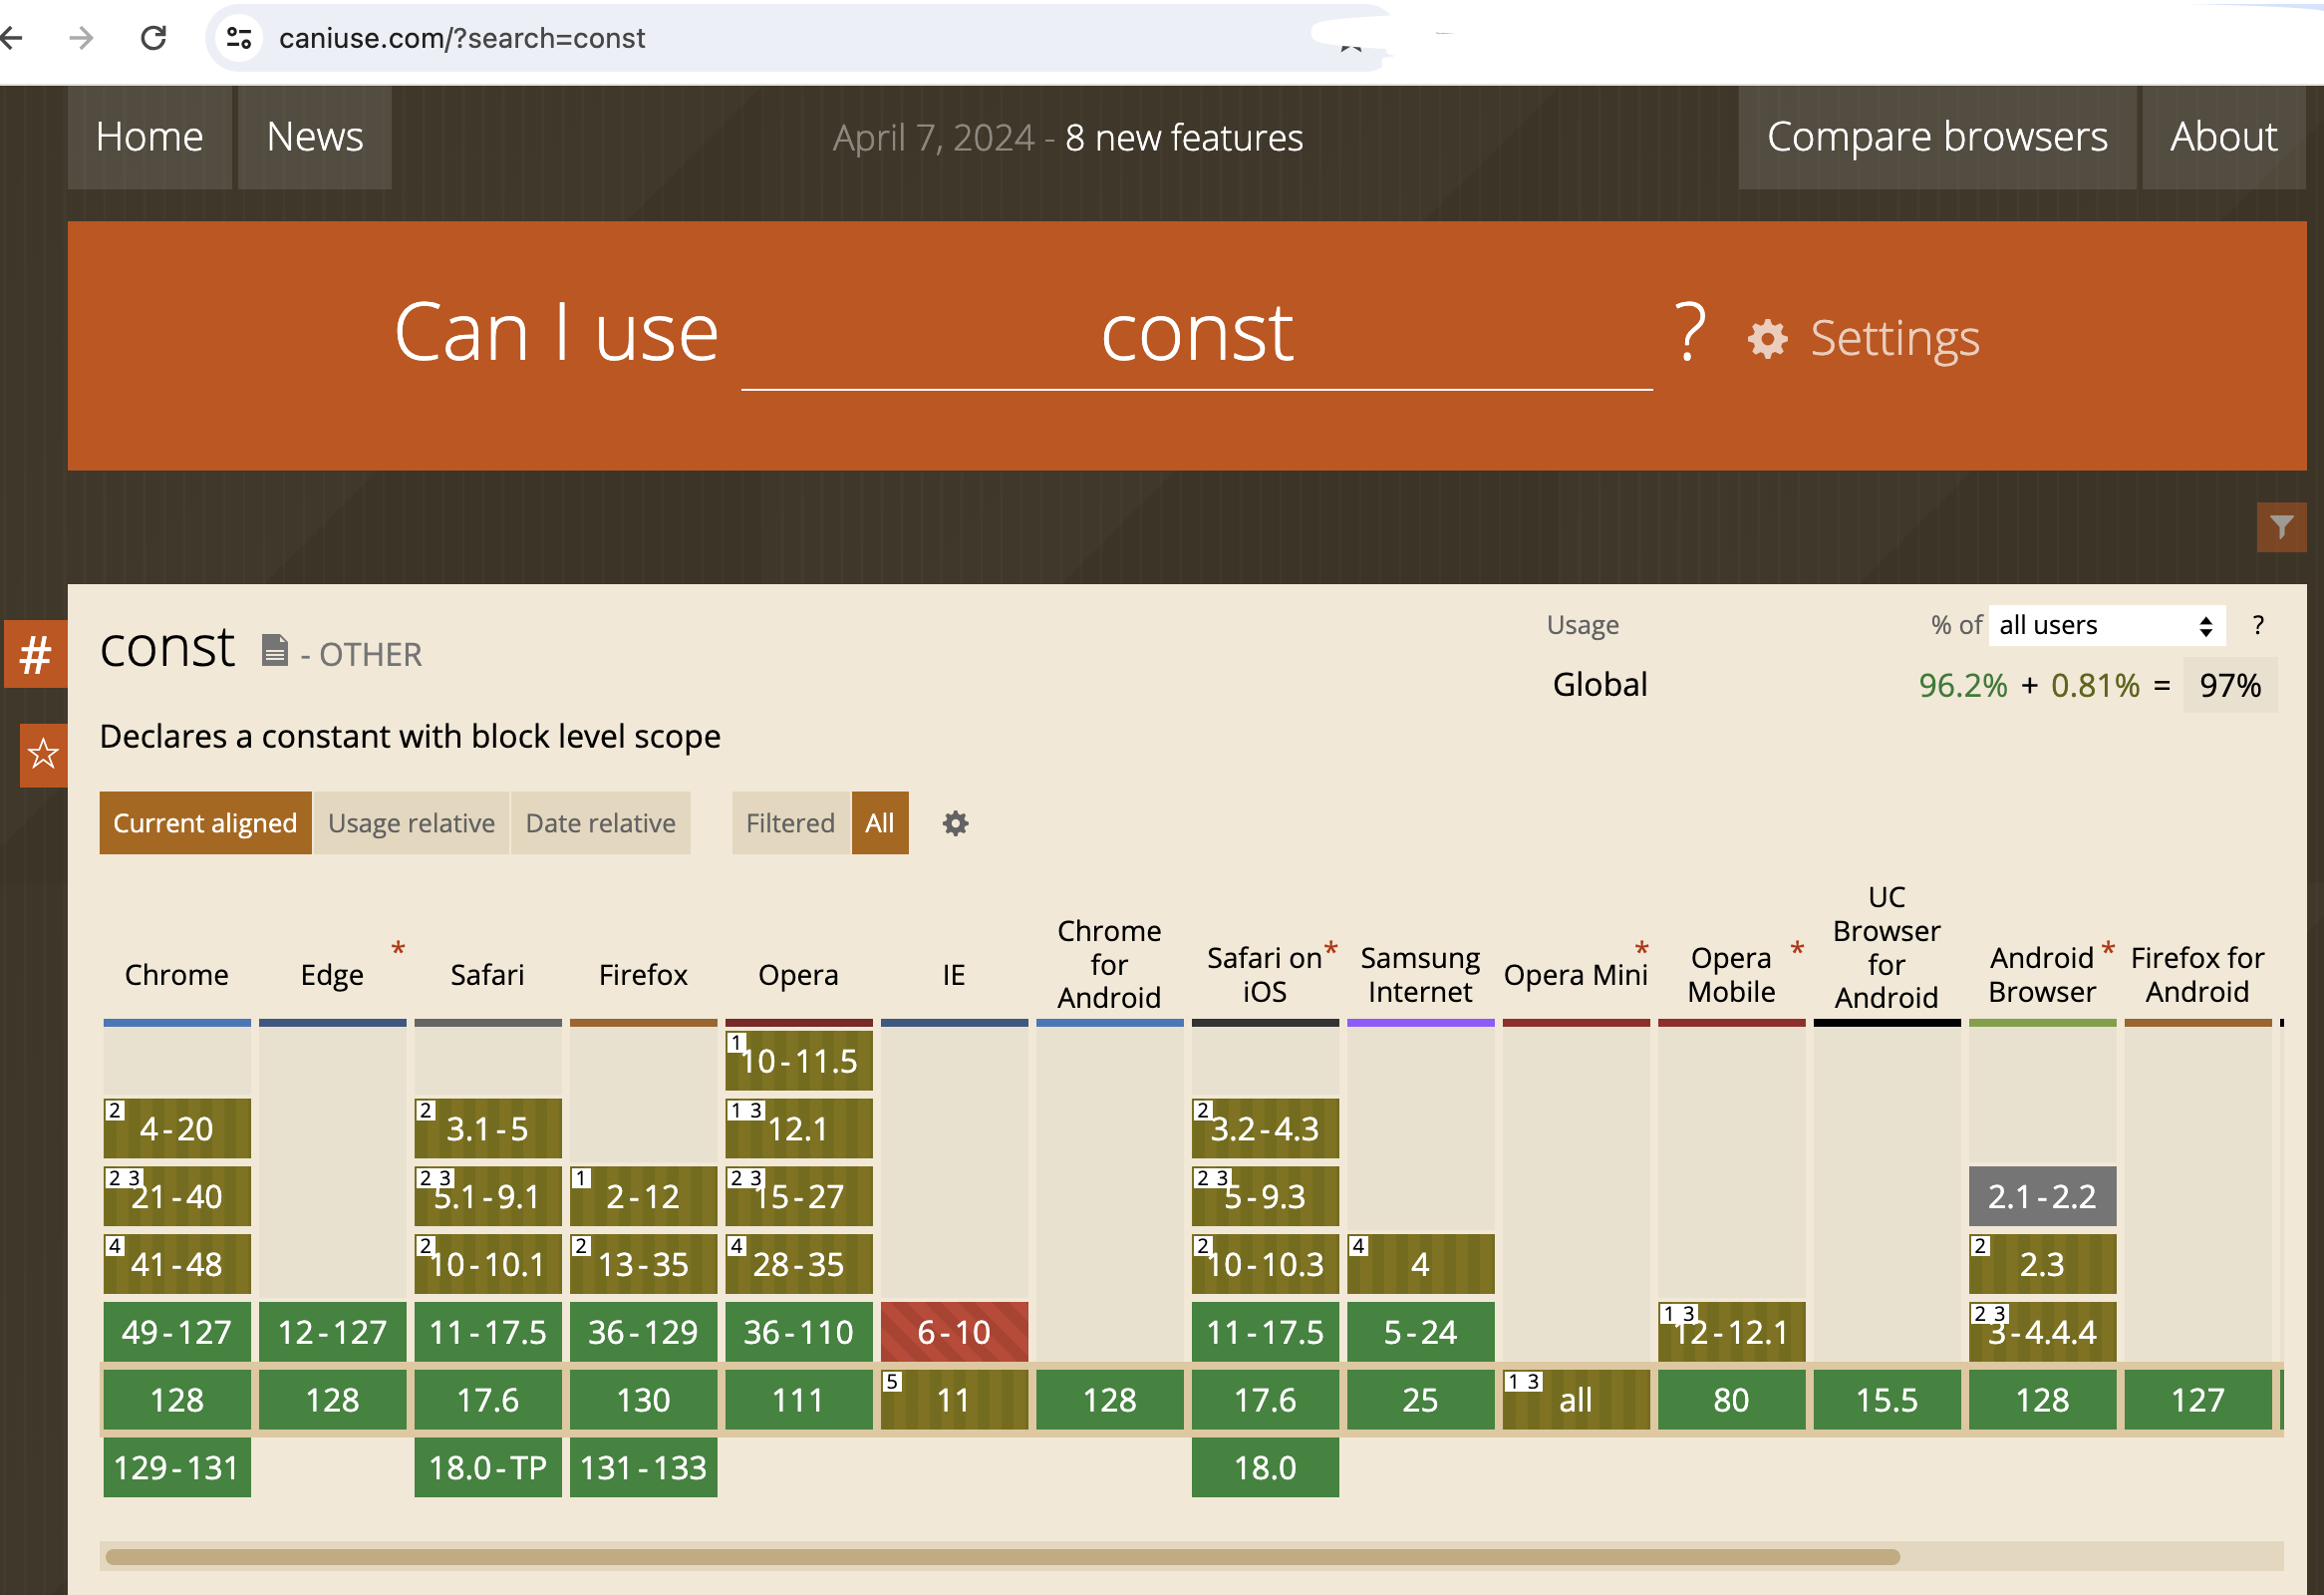 caniuse.com/?search=const
Home News April 7, 2024 - 8 new features Compare browsers About
Can I use const ? Settings
# const - OTHER
Usage % of all users ?
Global 96.2% + 0.81% = 97%
Declares a constant with block level scope
Current aligned Usage relative Date relative Filtered All
Chrome Edge * Safari Firefox Opera IE Chrome for Android Safari on iOS * Samsung Internet Opera Mini * Opera Mobile * UC Browser for Android Android Browser * Firefox for Android
1 10-11.5
2 4-20 2 3.1-5 1 3 12.1 2 3.2-4.3
2 3 21-40 2 3 5.1-9.1 1 2-12 2 3 15-27 2 3 5-9.3 2.1-2.2
4 41-48 2 10-10.1 2 13-35 4 28-35 2 10-10.3 4 4 2 2.3
49-127 12-127 11-17.5 36-129 36-110 6-10 11-17.5 5-24 1 3 12-12.1 2 3 3-4.4.4
128 128 17.6 130 111 5 11 128 17.6 25 1 3 all 80 15.5 128 127
129-131 18.0-TP 131-133 18.0